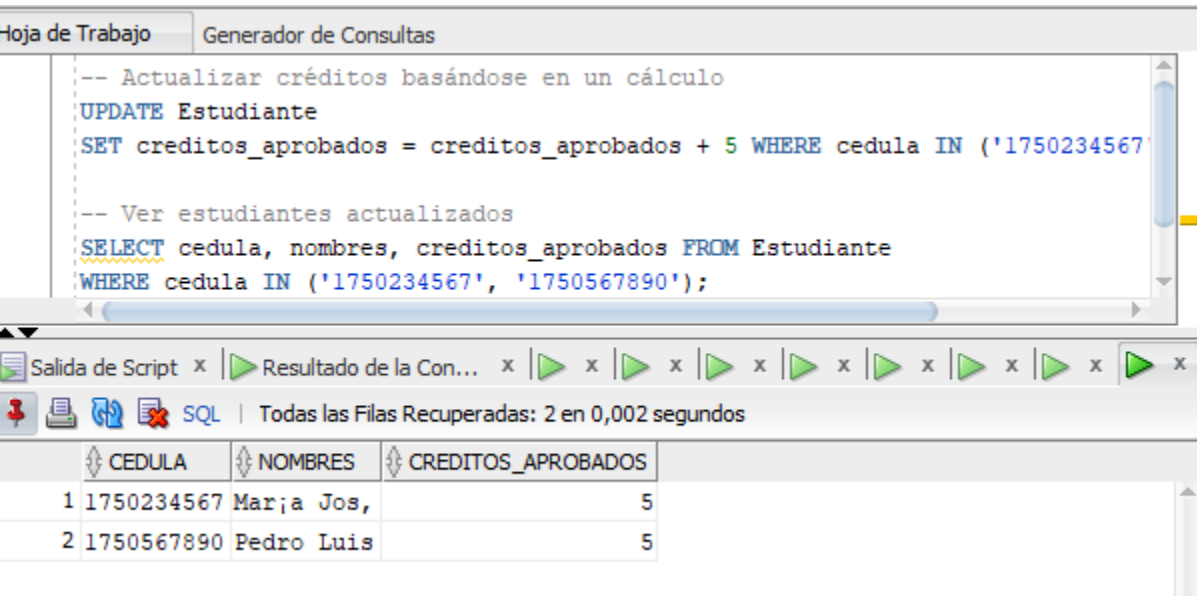 Hoja de Trabajo Generador de Consultas
-- Actualizar créditos basándose en un cálculo
UPDATE Estudiante
SET creditos_aprobados = creditos_aprobados + 5 WHERE cedula IN ('1750234567'
-- Ver estudiantes actualizados
SELECT cedula, nombres, creditos_aprobados FROM Estudiante
WHERE cedula IN ('1750234567', '1750567890');
Salida de Script x Resultado de la Con... x x x x x x x x x
SQL | Todas las Filas Recuperadas: 2 en 0,002 segundos
CEDULA NOMBRES CREDITOS_APROBADOS
1 1750234567 Mar¡a Jos, 5
2 1750567890 Pedro Luis 5